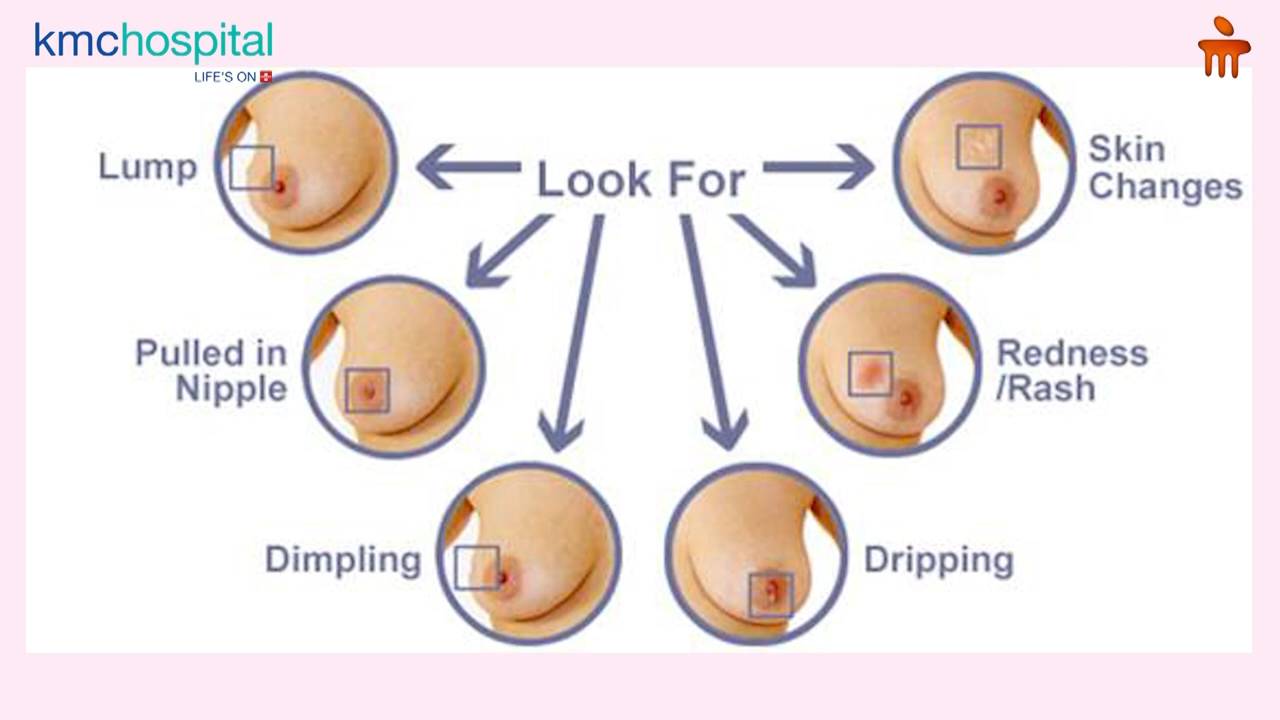 kmchospital
LIFE'S ON
Look For
Lump
Skin
Changes
Pulled in
Nipple
Redness
/Rash
Dimpling
Dripping